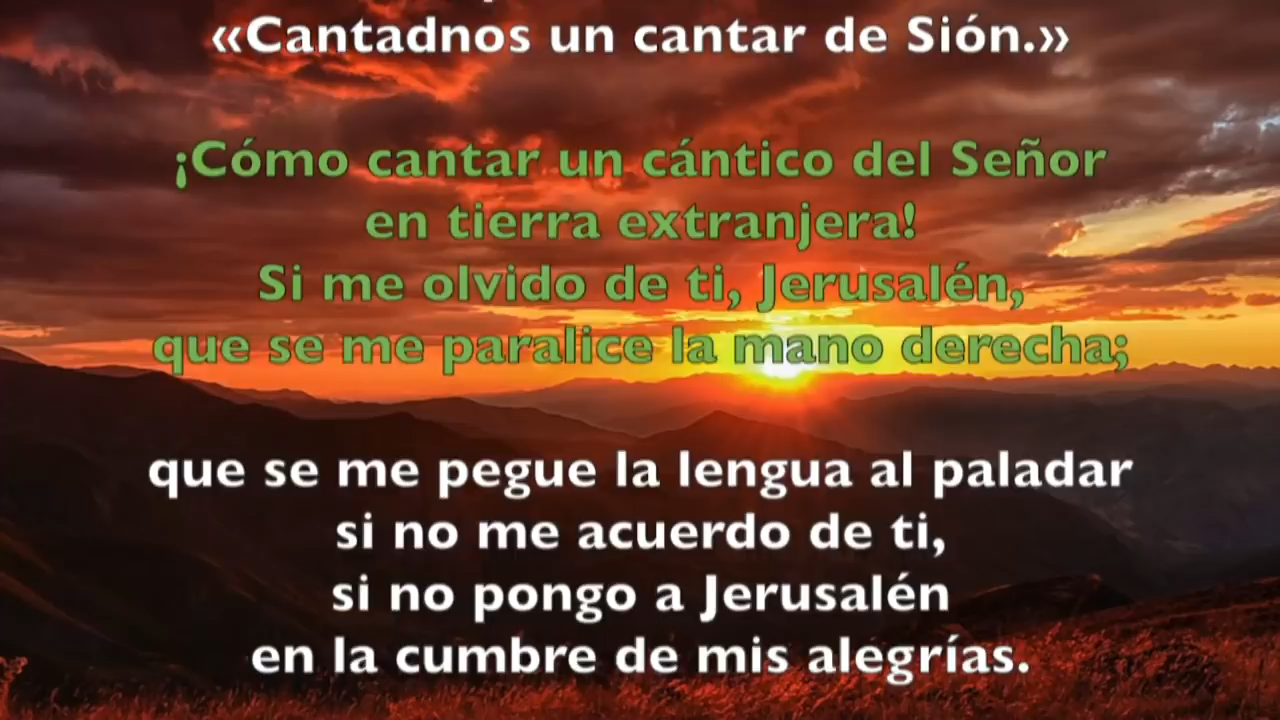 «Cantadnos un cantar de Sión.»
¡Cómo cantar un cántico del Señor
en tierra extranjera!
Si me olvido de ti, Jerusalén,
que se me paralice la mano derecha;
que se me pegue la lengua al paladar
si no me acuerdo de ti,
si no pongo a Jerusalén
en la cumbre de mis alegrías.